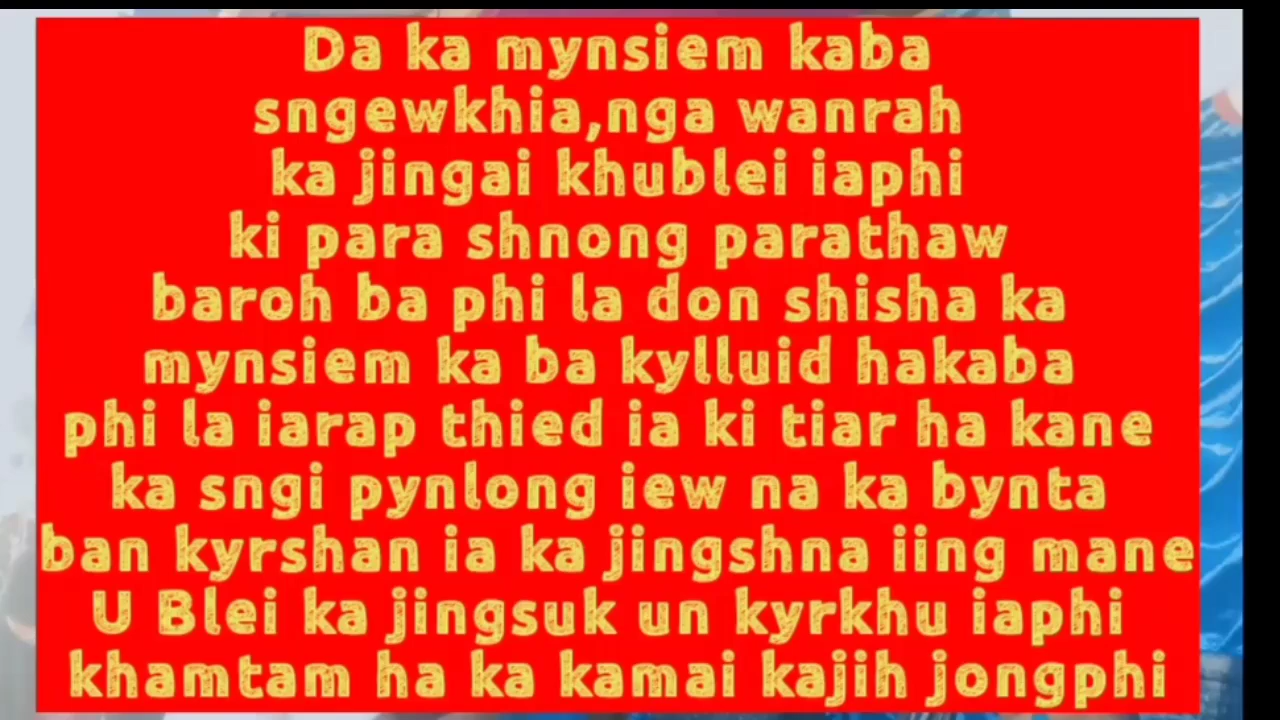 Da ka mynsiem kaba
sngewkhia,nga wanrah
ka jingai khublei iaphi
ki para shnong parathaw
baroh ba phi la don shisha ka
mynsiem ka ba kylluid hakaba
phi la iarap thied ia ki tiar ha kane
ka sngi pynlong iew na ka bynta
ban kyrshan ia ka jingshna iing mane
U Blei ka jingsuk un kyrkhu iaphi
khamtam ha ka kamai kajih jongphi